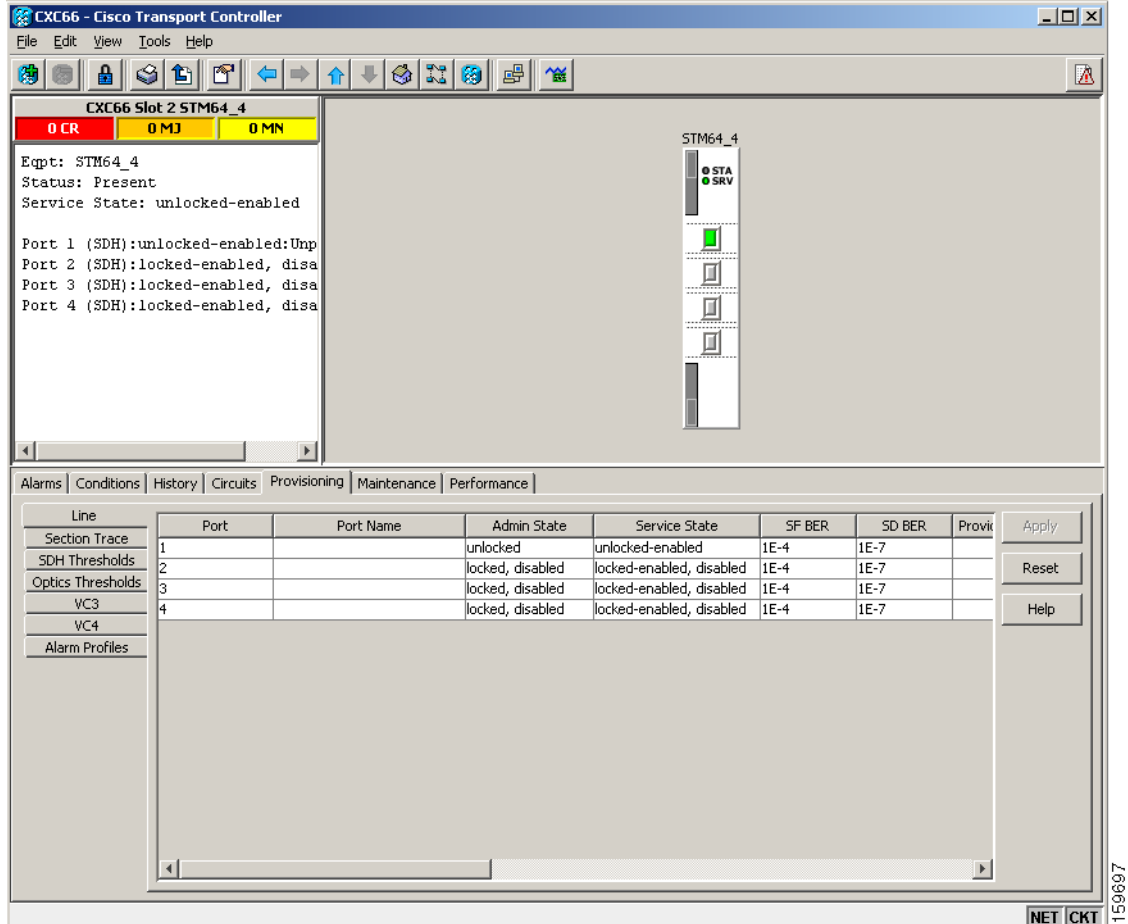 CXC66 - Cisco Transport Controller
File Edit View Tools Help
CXC66 Slot 2 STM64_4
0 CR 0 MJ 0 MN
Eqpt: STM64_4
Status: Present
Service State: unlocked-enabled
Port 1 (SDH):unlocked-enabled:Unp
Port 2 (SDH):locked-enabled, disa
Port 3 (SDH):locked-enabled, disa
Port 4 (SDH):locked-enabled, disa
STM64_4
STA
SRV
Alarms Conditions History Circuits Provisioning Maintenance Performance
Line
Section Trace
SDH Thresholds
Optics Thresholds
VC3
VC4
Alarm Profiles
Port Port Name Admin State Service State SF BER SD BER Provic
1 unlocked unlocked-enabled 1E-4 1E-7
2 locked, disabled locked-enabled, disabled 1E-4 1E-7
3 locked, disabled locked-enabled, disabled 1E-4 1E-7
4 locked, disabled locked-enabled, disabled 1E-4 1E-7
Apply
Reset
Help
NET CKT
159697